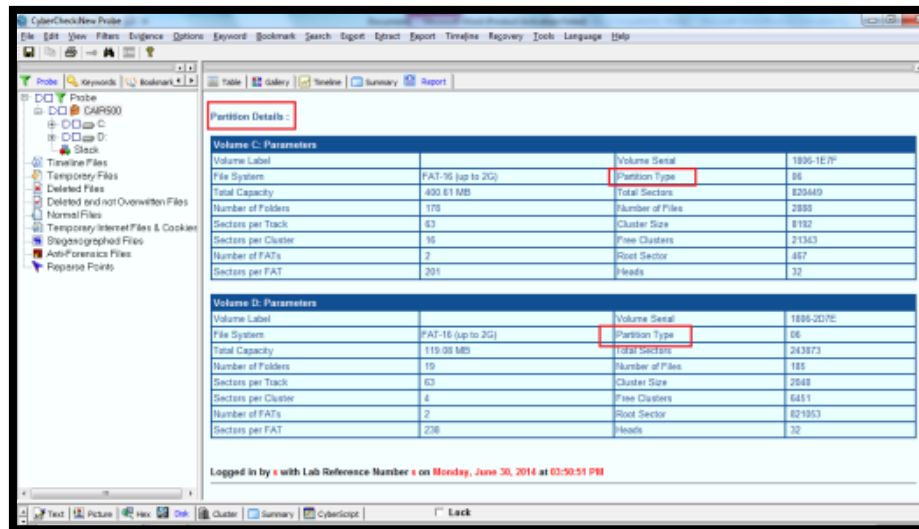 CyberCheck:New Probe
File Edit View Filters Evidence Options Keyword Bookmark Search Export Extract Report Timeline Recovery Tools Language Help
Probe Keywords Bookmark Table Gallery Timeline Summary Report
Probe
CAIR500
C:
D:
Slack
Timeline Files
Temporary Files
Deleted Files
Deleted and not Overwritten Files
Normal Files
Temporary Internet Files & Cookies
Steganographed Files
Anti-Forensics Files
Reparse Points
Partition Details :
Volume C: Parameters
Volume Label Volume Serial 1806-1E7F
File System FAT-16 (up to 2G) Partition Type 06
Total Capacity 400.61 MB Total Sectors 820449
Number of Folders 178 Number of Files 2888
Sectors per Track 63 Cluster Size 8192
Sectors per Cluster 16 Free Clusters 21343
Number of FATs 2 Root Sector 467
Sectors per FAT 201 Heads 32
Volume D: Parameters
Volume Label Volume Serial 1806-2D7E
File System FAT-16 (up to 2G) Partition Type 06
Total Capacity 119.08 MB Total Sectors 243873
Number of Folders 19 Number of Files 185
Sectors per Track 63 Cluster Size 2048
Sectors per Cluster 4 Free Clusters 6451
Number of FATs 2 Root Sector 821053
Sectors per FAT 238 Heads 32
Logged in by s with Lab Reference Number s on Monday, June 30, 2014 at 03:50:51 PM
Text Picture Hex Disk Cluster Summary CyberScript Lock